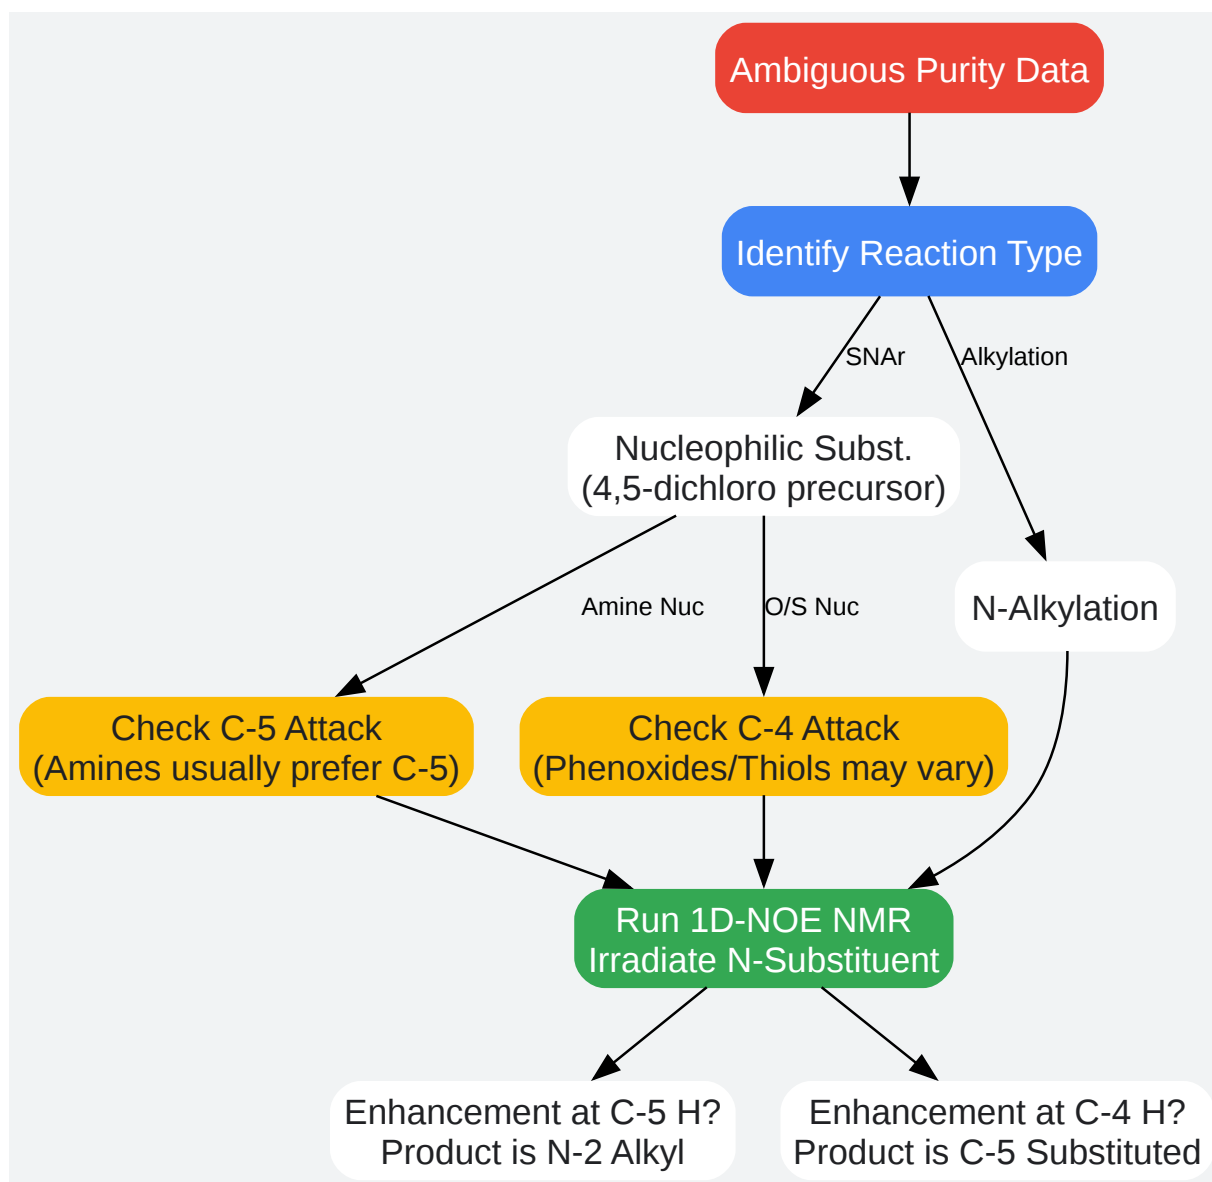 Ambiguous Purity Data
Identify Reaction Type
SNAr
Alkylation
Nucleophilic Subst.
(4,5-dichloro precursor)
Amine Nuc
O/S Nuc
N-Alkylation
Check C-5 Attack
(Amines usually prefer C-5)
Check C-4 Attack
(Phenoxides/Thiols may vary)
Run 1D-NOE NMR
Irradiate N-Substituent
Enhancement at C-5 H?
Product is N-2 Alkyl
Enhancement at C-4 H?
Product is C-5 Substituted